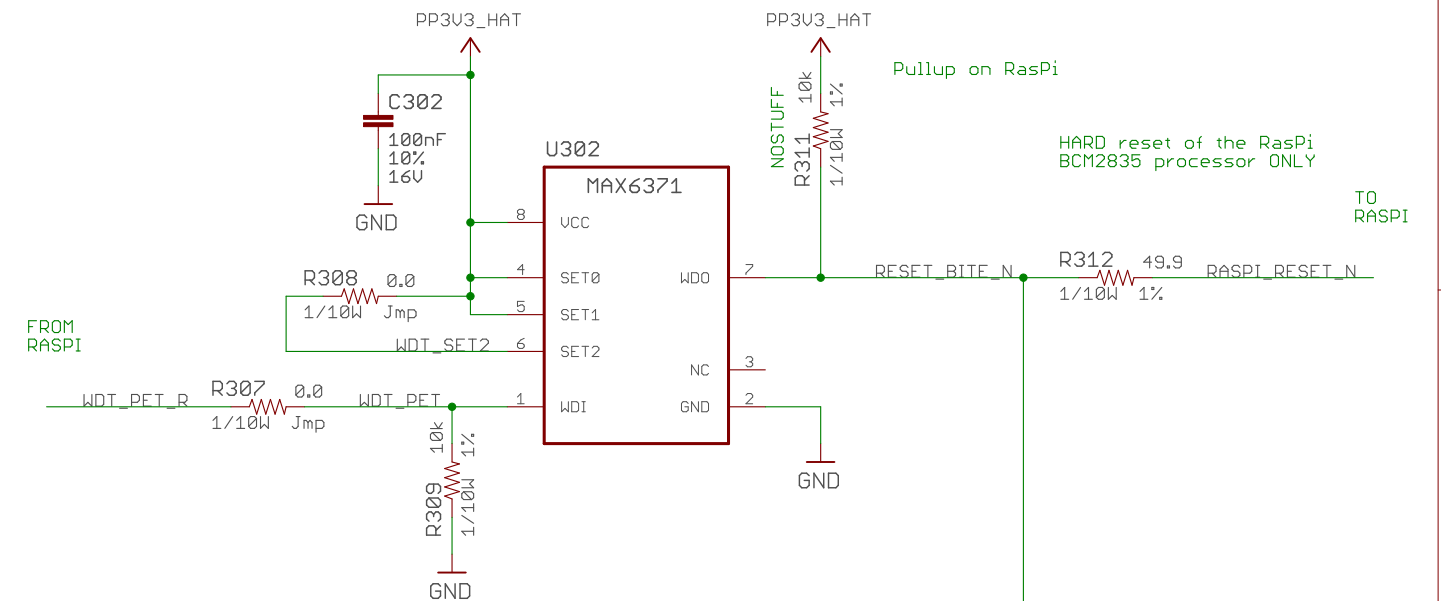 PP3V3_HAT
PP3V3_HAT
Pullup on RasPi
C302
100nF
10%
16V
GND
NOSTUFF
R311
10k
1/10W
1%
HARD reset of the RasPi
BCM2835 processor ONLY
TO
RASPI
U302
MAX6371
8
VCC
4
SET0
5
SET1
6
SET2
1
WDI
WDO
7
NC
3
GND
2
R308
0.0
1/10W
Jmp
WDT_SET2
RESET_BITE_N
R312
49.9
1/10W
1%
RASPI_RESET_N
FROM
RASPI
WDT_PET_R
R307
0.0
1/10W
Jmp
WDT_PET
R309
10k
1/10W
1%
GND
GND